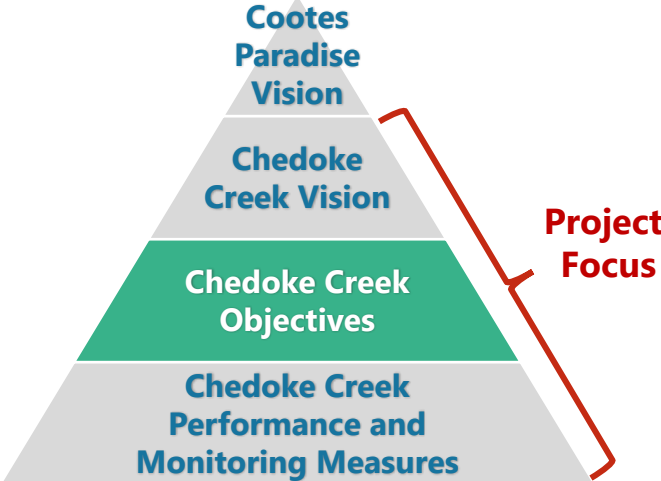 Cootes
Paradise
Vision
Chedoke
Creek Vision
Project
Focus
Chedoke Creek
Objectives
Chedoke Creek
Performance and
Monitoring Measures